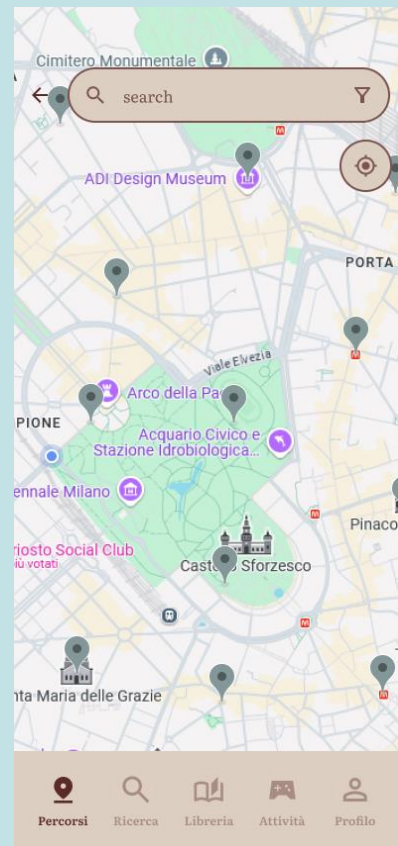 Cimitero Monumentale
search
M
ADI Design Museum
PORTA
M
Viale Elvezia
Arco della Pa
PIONE
Acquario Civico e
Stazione Idrobiologica...
ennale Milano
M
Pinaco
riosto Social Club
iù votati
Castello Sforzesco
M
nta Maria delle Grazie
M
Percorsi
Ricerca
Libreria
Attività
Profilo